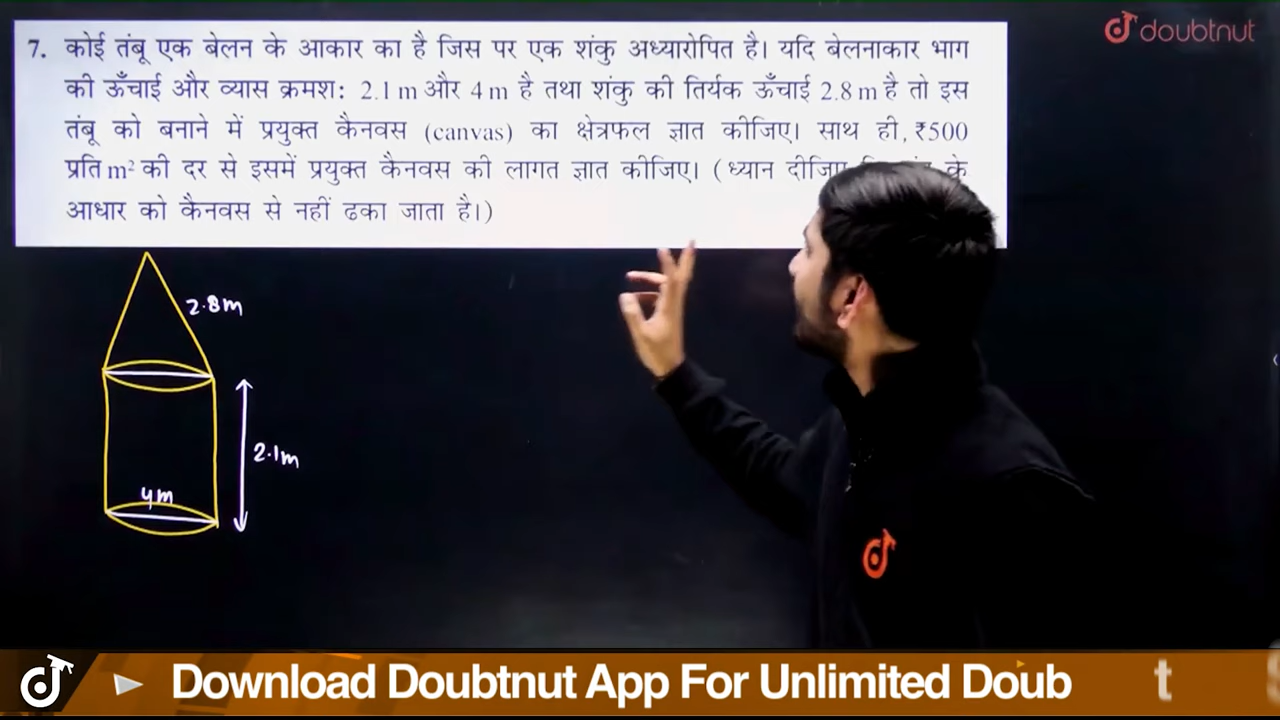 doubtnut
7. कोई तंबू एक बेलन के आकार का है जिस पर एक शंकु अध्यारोपित है। यदि बेलनाकार भाग
की ऊँचाई और व्यास क्रमश: 2.1 m और 4 m है तथा शंकु की तिर्यक ऊँचाई 2.8 m है तो इस
तंबू को बनाने में प्रयुक्त कैनवस (canvas) का क्षेत्रफल ज्ञात कीजिए। साथ ही, ₹500
प्रति m² की दर से इसमें प्रयुक्त कैनवस की लागत ज्ञात कीजिए। (ध्यान के
आधार को कैनवस से नहीं ढका जाता है।)
2.8m
2.1m
4m
Download Doubtnut App For Unlimited Doub t